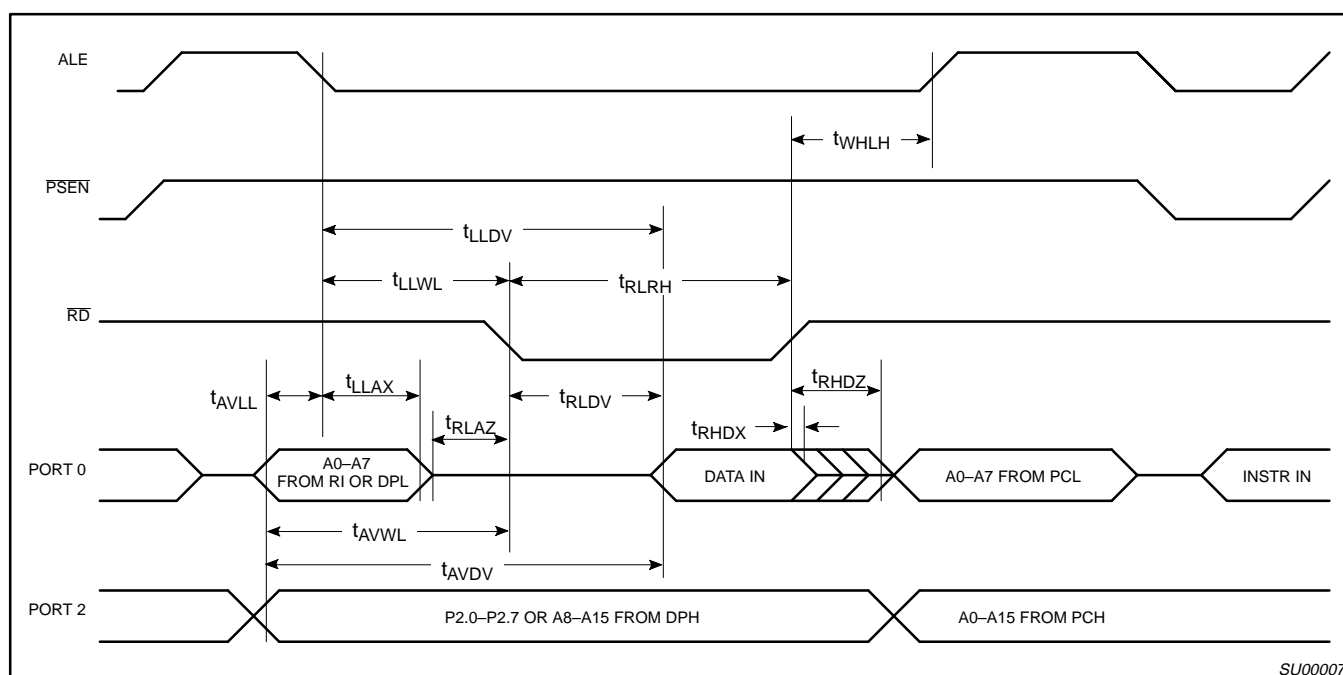 ALE
tWHLH
PSEN
tLLDV
tLLWL
tRLRH
RD
tAVLL
tLLAX
tRLAZ
tRLDV
tRHDZ
tRHDX
PORT 0
A0–A7
FROM RI OR DPL
DATA IN
A0–A7 FROM PCL
INSTR IN
tAVWL
tAVDV
PORT 2
P2.0–P2.7 OR A8–A15 FROM DPH
A0–A15 FROM PCH
SU00007